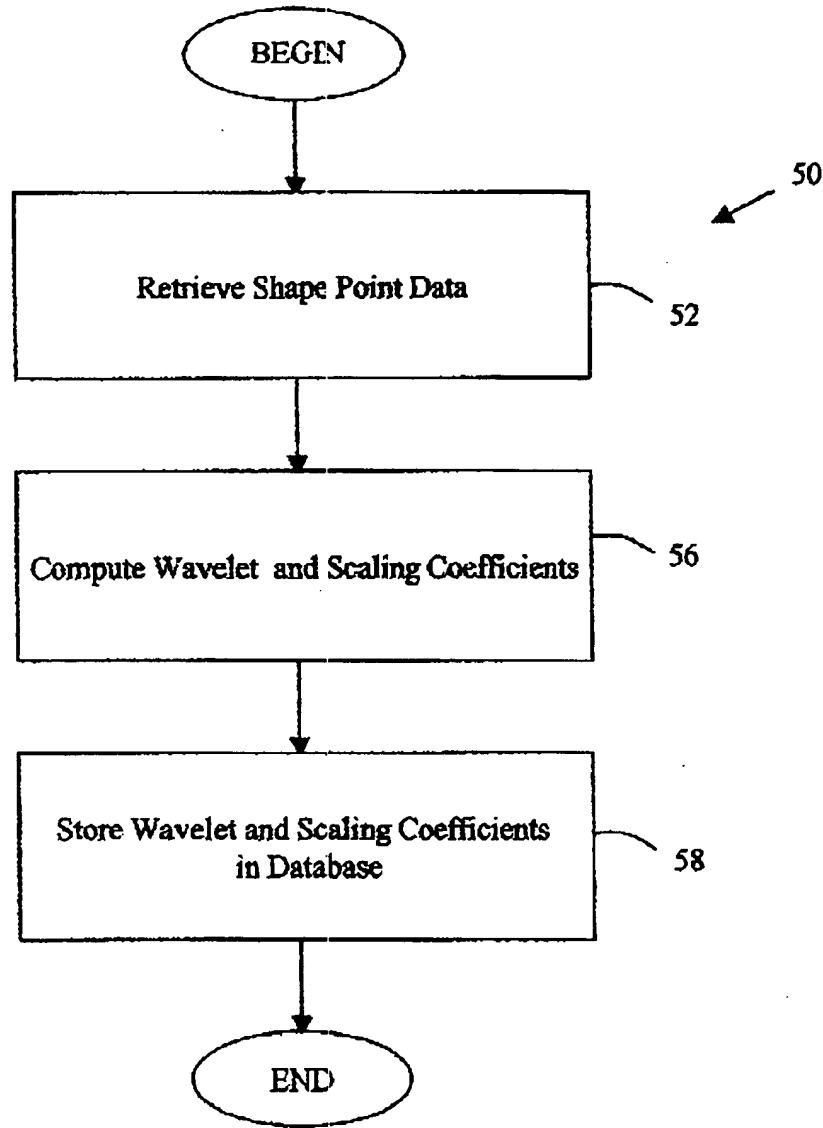 BEGIN
50
Retrieve Shape Point Data
52
Compute Wavelet and Scaling Coefficients
56
Store Wavelet and Scaling Coefficients
in Database
58
END